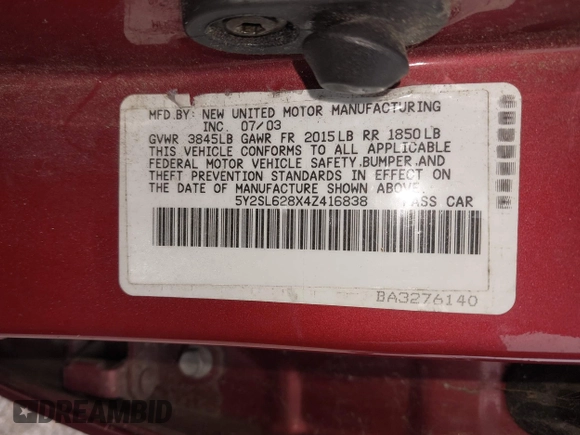 MFD.BY: NEW UNITED MOTOR MANUFACTURING
INC. 07/03
GVWR 3845LB GAWR FR 2015LB RR 1850LB
THIS VEHICLE CONFORMS TO ALL APPLICABLE
FEDERAL MOTOR VEHICLE SAFETY,BUMPER,AND
THEFT PREVENTION STANDARDS IN EFFECT ON
THE DATE OF MANUFACTURE SHOWN ABOVE.
5Y2SL628X4Z416838 PASS CAR
BA3276140
DREAMBID